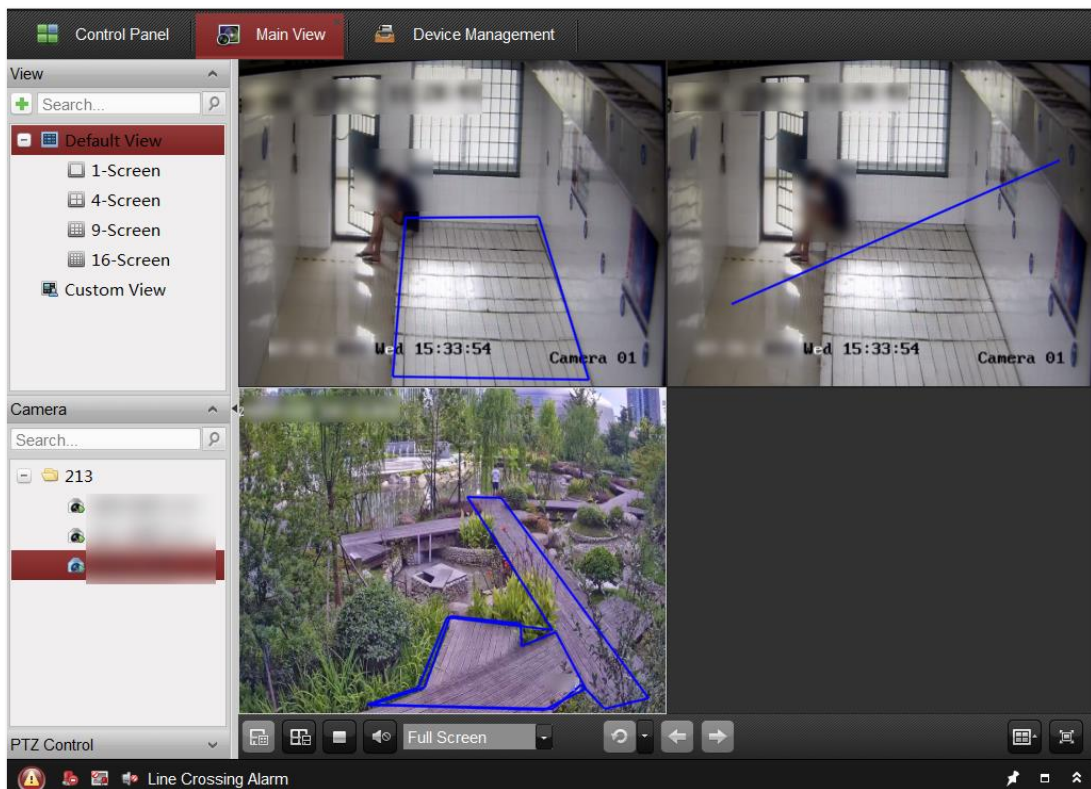 Control Panel
Main View
Device Management
View
Search...
Default View
1-Screen
4-Screen
9-Screen
16-Screen
Custom View
Wed 15:33:54
Camera 01
Wed 15:33:54
Camera 01
Camera
Search...
213
PTZ Control
Full Screen
Line Crossing Alarm